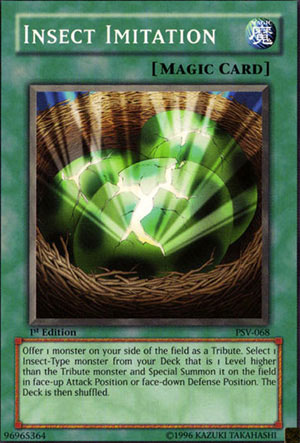 INSECT IMITATION
魔
[MAGIC CARD]
1st Edition PSV-068
Offer 1 monster on your side of the field as a Tribute. Select 1
Insect-Type monster from your Deck that is 1 Level higher
than the Tribute monster and Special Summon it on the field
in face-up Attack Position or face-down Defense Position. The
Deck is then shuffled.
96965364 ©1996 KAZUKI TAKAHASHI